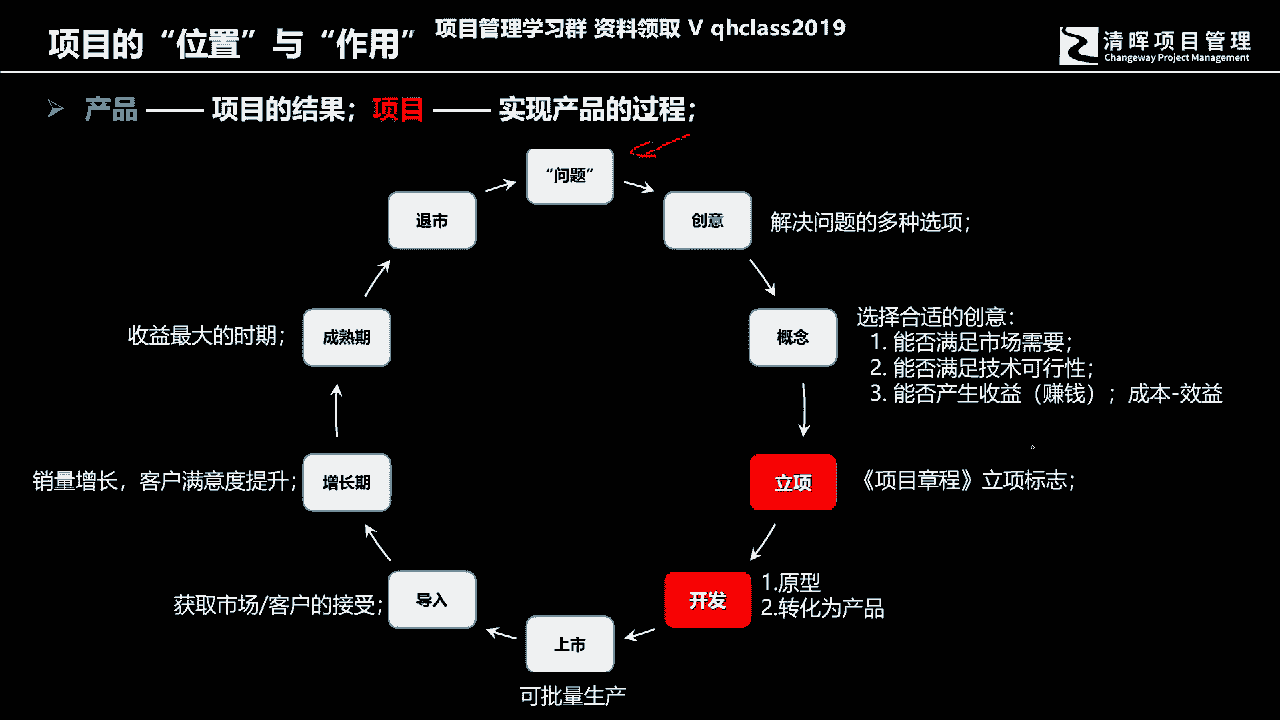 项目的“位置”与“作用”
项目管理学习群 资料领取 V qhclass2019
清晖项目管理
Changeway Project Management
产品 —— 项目的结果；项目 —— 实现产品的过程；
“问题”
创意
解决问题的多种选项；
概念
选择合适的创意：
1. 能否满足市场需要；
2. 能否满足技术可行性；
3. 能否产生收益（赚钱）；成本-效益
立项
《项目章程》立项标志；
开发
1.原型
2.转化为产品
上市
可批量生产
导入
获取市场/客户的接受；
增长期
销量增长，客户满意度提升；
成熟期
收益最大的时期；
退市